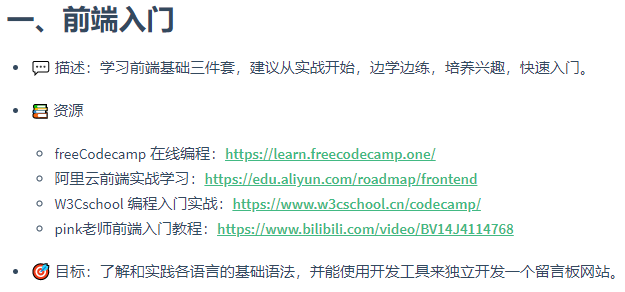 一、前端入门
💬 描述：学习前端基础三件套，建议从实战开始，边学边练，培养兴趣，快速入门。
📚 资源
freeCodecamp 在线编程：https://learn.freecodecamp.one/
阿里云前端实战学习：https://edu.aliyun.com/roadmap/frontend
W3Cschool 编程入门实战：https://www.w3cschool.cn/codecamp/
pink老师前端入门教程：https://www.bilibili.com/video/BV14J4114768
🎯 目标：了解和实践各语言的基础语法，并能使用开发工具来独立开发一个留言板网站。